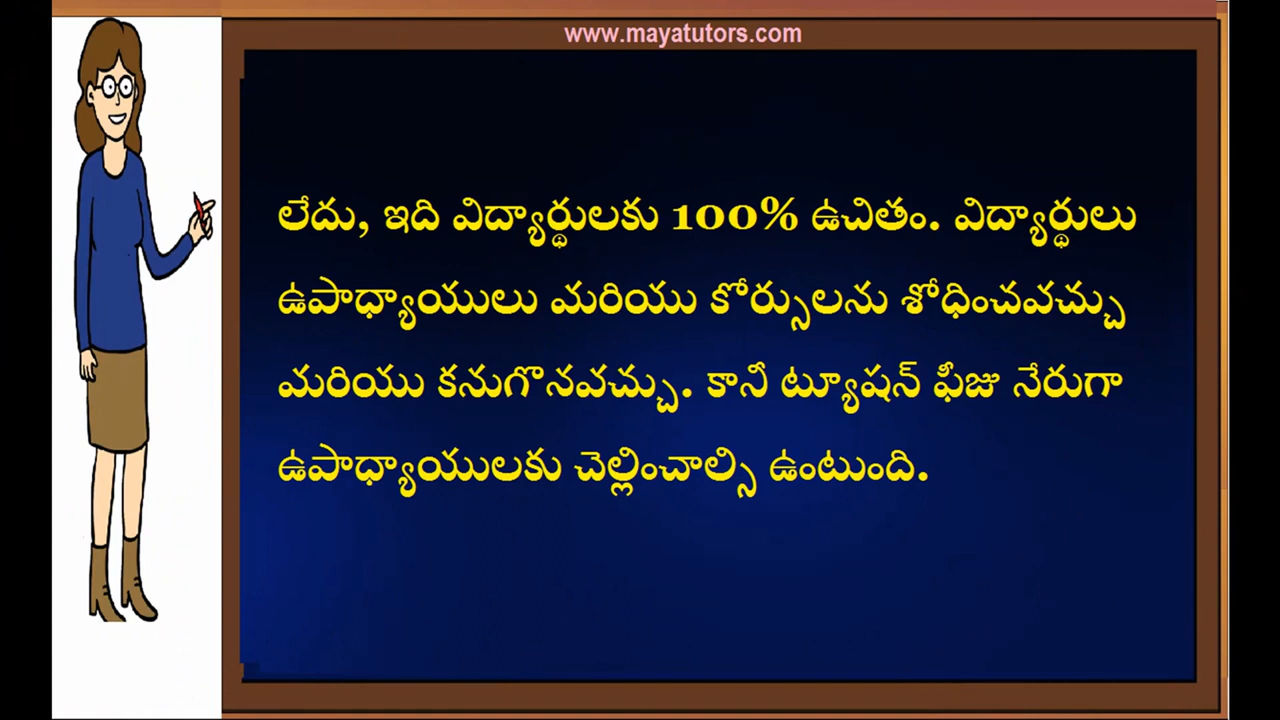 www.mayatutors.com
లేదు, ఇది విద్యార్థులకు 100% ఉచితం. విద్యార్థులు
ఉపాధ్యాయులు మరియు కోర్సులను శోధించవచ్చు
మరియు కనుగొనవచ్చు. కానీ ట్యూషన్ ఫీజు నేరుగా
ఉపాధ్యాయులకు చెల్లించాల్సి ఉంటుంది.